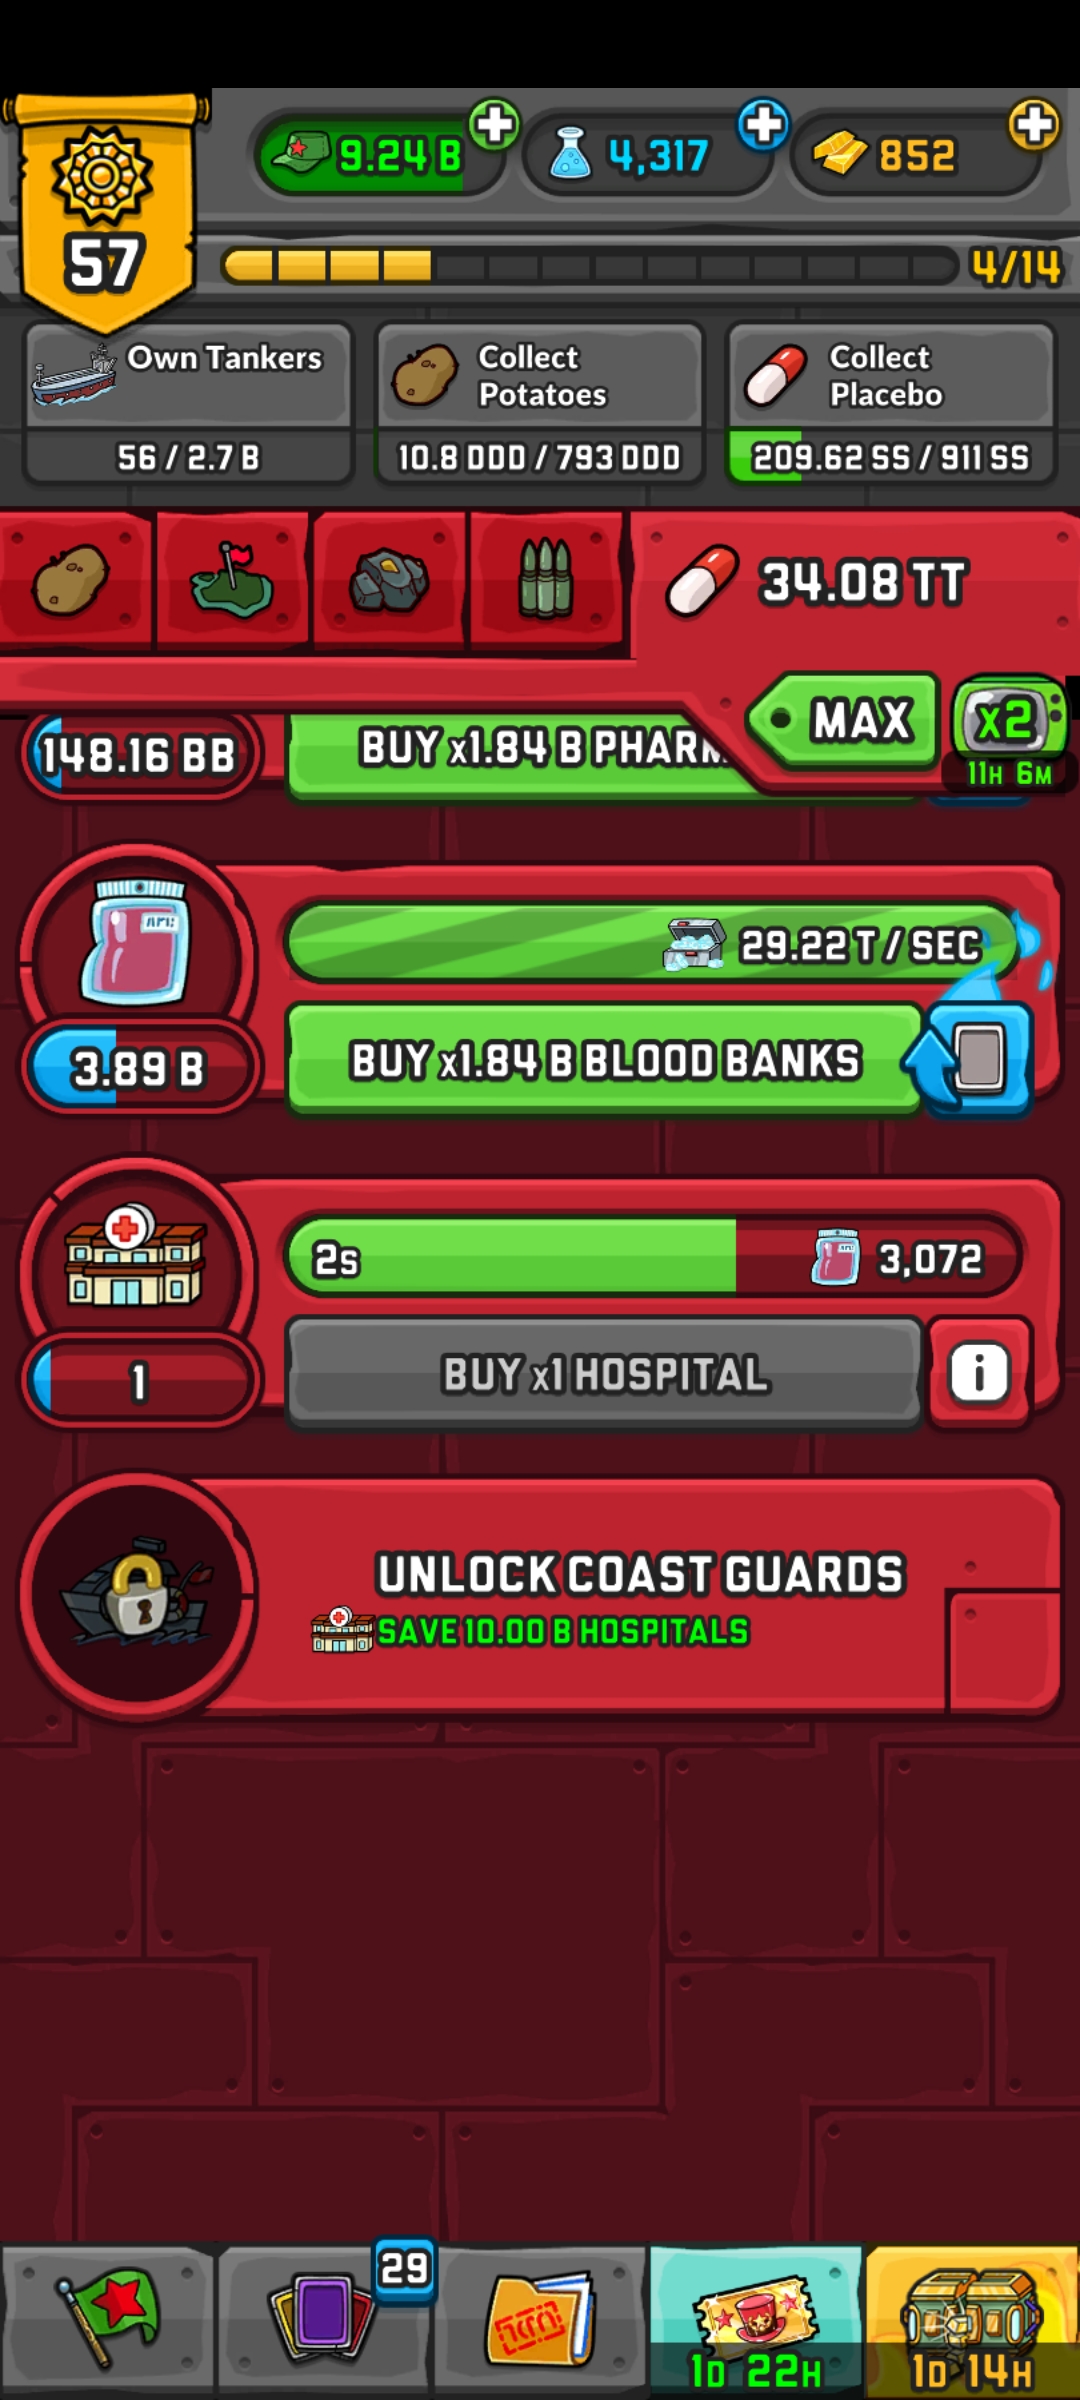 9.24 B
4,317
852
57
4/14
Own Tankers
56 / 2.7 B
Collect
Potatoes
10.8 DDD / 793 DDD
Collect
Placebo
209.62 SS / 911 SS
34.08 TT
MAX
x2
11H 6M
148.16 BB
BUY x1.84 B
29.22 T / SEC
3.89 B
BUY x1.84 B BLOOD BANKS
2s
3,072
1
BUY x1 HOSPITAL
i
UNLOCK COAST GUARDS
SAVE 10.00 B HOSPITALS
29
1D 22H
1D 14H